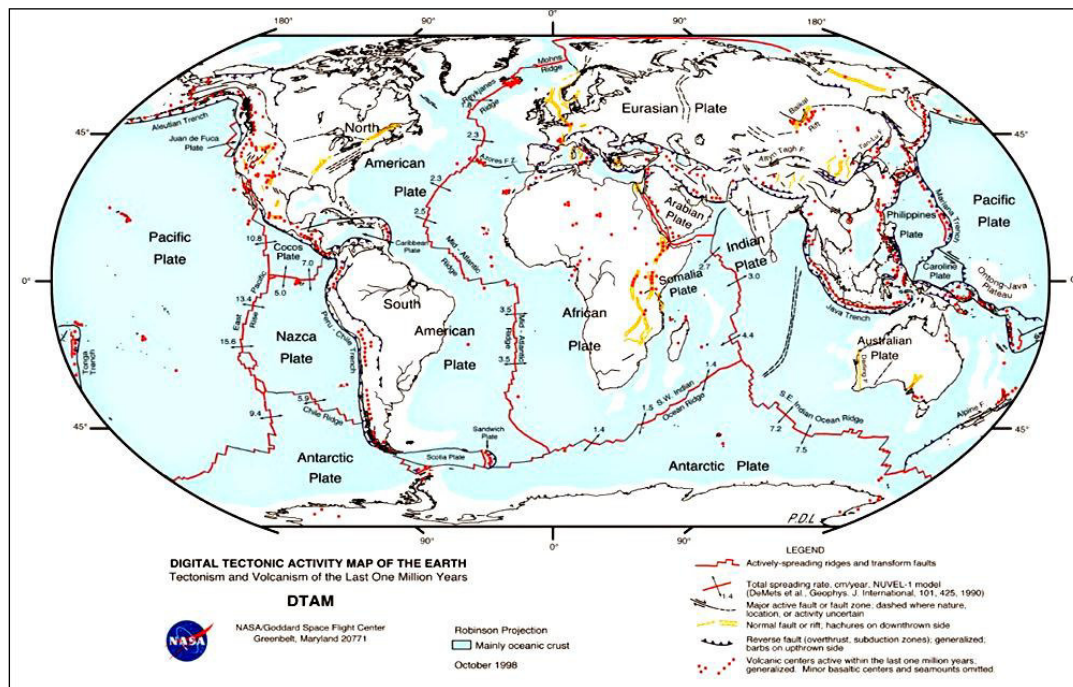 180°
90°
0°
90°
180°
Mohns
Ridge
Reykjanes
Ridge
1.8
Eurasian Plate
Baikal
Rift
Aleutian Trench
45°
45°
Juan de Fuca
Plate
North
American
Plate
2.3
Azores F.Z.
2.3
2.5
Mid-Atlantic
Ridge
Arabian
Plate
Indian
Plate
Philippines
Plate
Mariana Trench
Pacific
Plate
Pacific
Plate
10.8
Cocos
Plate
7.0
5.0
Caribbean
Plate
2.7
3.0
Somalia
Plate
Caroline
Plate
Ontong-Java
Plateau
0°
0°
13.4
East
Pacific
Rise
15.6
Nazca
Plate
Peru-Chile Trench
South
American
Plate
3.5
Mid-Atlantic
Ridge
3.5
African
Plate
4.4
Java Trench
Australian
Plate
Darling F.
Tonga
Trench
9.4
5.9
Chile Ridge
1.4
S.W. Indian
Ocean Ridge
1.5
1.4
S.E. Indian Ocean Ridge
7.2
7.5
Alpine F.
45°
45°
Sandwich
Plate
Scotia Plate
Antarctic
Plate
Antarctic Plate
P.D.L
90°
0°
90°
DIGITAL TECTONIC ACTIVITY MAP OF THE EARTH
Tectonism and Volcanism of the Last One Million Years
DTAM
NASA
NASA/Goddard Space Flight Center
Greenbelt, Maryland 20771
Robinson Projection
Mainly oceanic crust
October 1998
LEGEND
Actively-spreading ridges and transform faults
1.4
Total spreading rate, cm/year, NUVEL-1 model
(DeMets et al., Geophys. J. International, 101, 425, 1990)
Major active fault or fault zone; dashed where nature,
location, or activity uncertain
Normal fault or rift; hachures on downthrown side
Reverse fault (overthrust, subduction zones); generalized;
barbs on upthrown side
Volcanic centers active within the last one million years;
generalized. Minor basaltic centers and seamounts omitted.